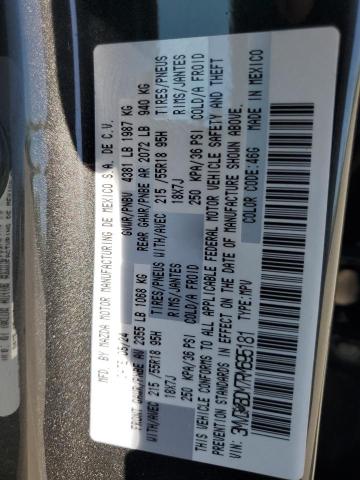 MFD. BY MAZDA MOTOR MANUFACTURING DE MEXICO S.A. DE C.V.
05/24 GVWR/PNBV 4381 LB 1987 KG
FRONT GAWR/PNBE AV 2355 LB 1068 KG REAR GAWR/PNBE AR 2072 LB 940 KG
WITH/AVEC 215/55R18 95H TIRES/PNEUS WITH/AVEC 215/55R18 95H TIRES/PNEUS
18X7J RIMS/JANTES 18X7J RIMS/JANTES
250 KPA/36 PSI COLD/A FROID 250 KPA/36 PSI COLD/A FROID
THIS VEHICLE CONFORMS TO ALL APPLICABLE FEDERAL MOTOR VEHICLE SAFETY AND THEFT
PREVENTION STANDARDS IN EFFECT ON THE DATE OF MANUFACTURE SHOWN ABOVE.
VIN: TYPE:MPV COLOR CODE:46G
MADE IN MEXICO